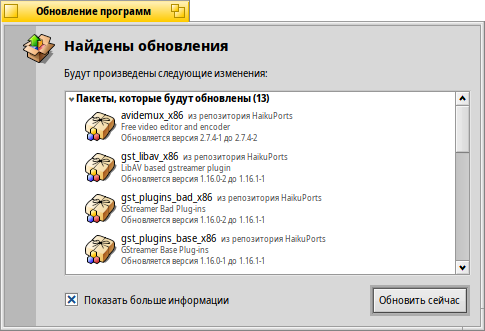 Обновление программ
Найдены обновления
Будут произведены следующие изменения:
Пакеты, которые будут обновлены (13)
avidemux_x86 из репозитория HaikuPorts
Free video editor and encoder
Обновляется версия 2.7.4-1 до 2.7.4-2
gst_libav_x86 из репозитория HaikuPorts
LibAV based gstreamer plugin
Обновляется версия 1.16.0-2 до 1.16.1-1
gst_plugins_bad_x86 из репозитория HaikuPorts
GStreamer Bad Plug-ins
Обновляется версия 1.16.0-2 до 1.16.1-1
gst_plugins_base_x86 из репозитория HaikuPorts
GStreamer Base Plug-ins
Обновляется версия 1.16.0-1 до 1.16.1-1
Показать больше информации
Обновить сейчас